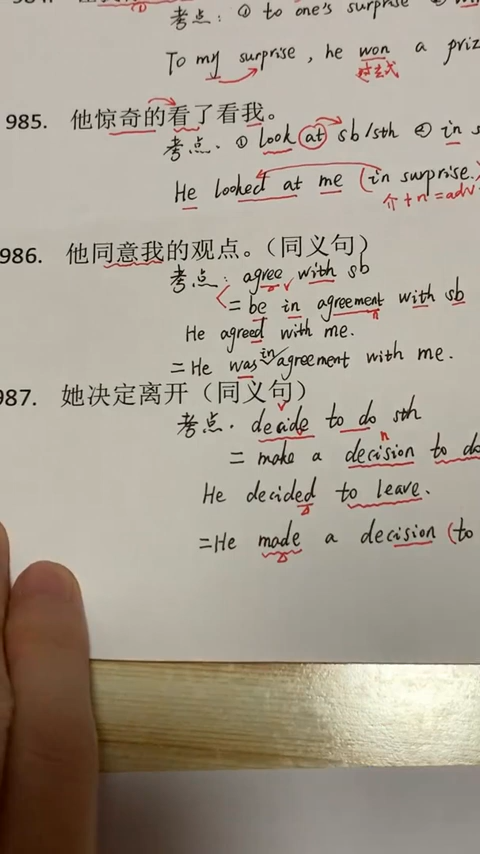 考点：① to one's surprise ②
To my surprise, he won a
过去式
985. 他惊奇的看了看我。
考点. ① look at sb/sth ② in
He looked at me (in surprise.)
介+n=adv
986. 他同意我的观点。（同义句）
考点: agree with sb
v
= be in agreement with sb
n
He agreed with me.
= He was in agreement with me.
987. 她决定离开（同义句）
v
考点. decide to do sth
n
= make a decision to do
He decided to leave.
=He made a decision (to